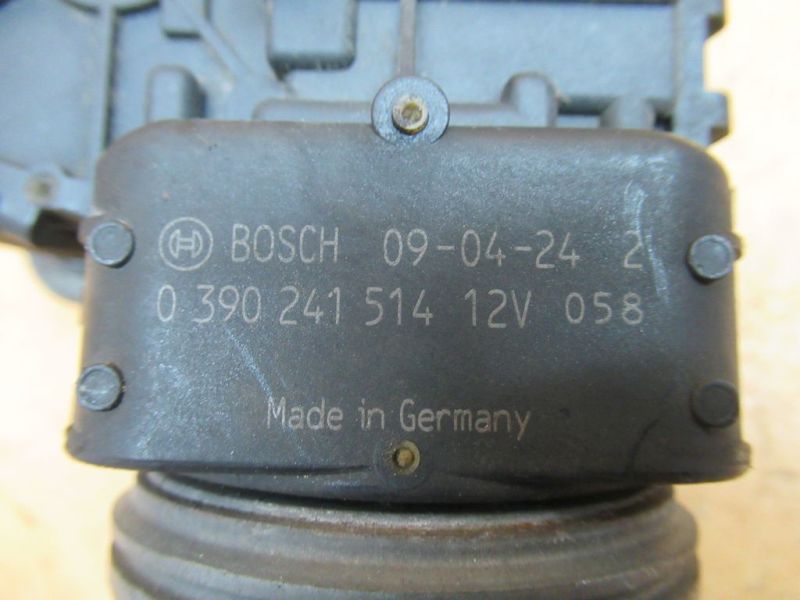 BOSCH 09-04-24 2
0 390 241 514 12V 058
Made in Germany